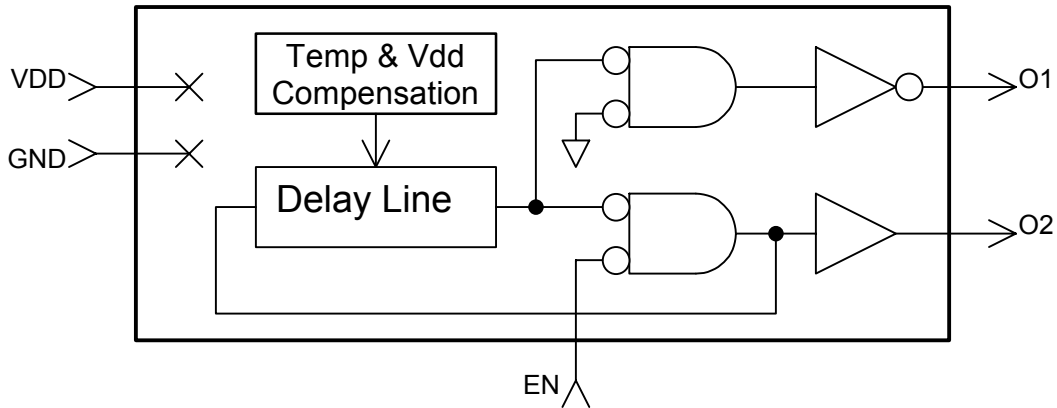 Temp & Vdd
Compensation
VDD
O1
GND
Delay Line
O2
EN